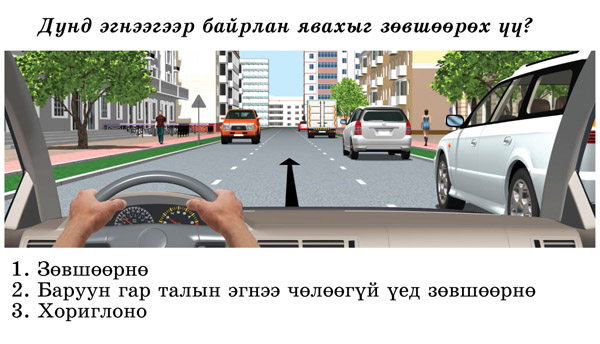 Дунд эгнээгээр байрлан явахыг зөвшөөрөх үү?
1. Зөвшөөрнө
2. Баруун гар талын эгнээ чөлөөгүй үед зөвшөөрнө
3. Хориглоно